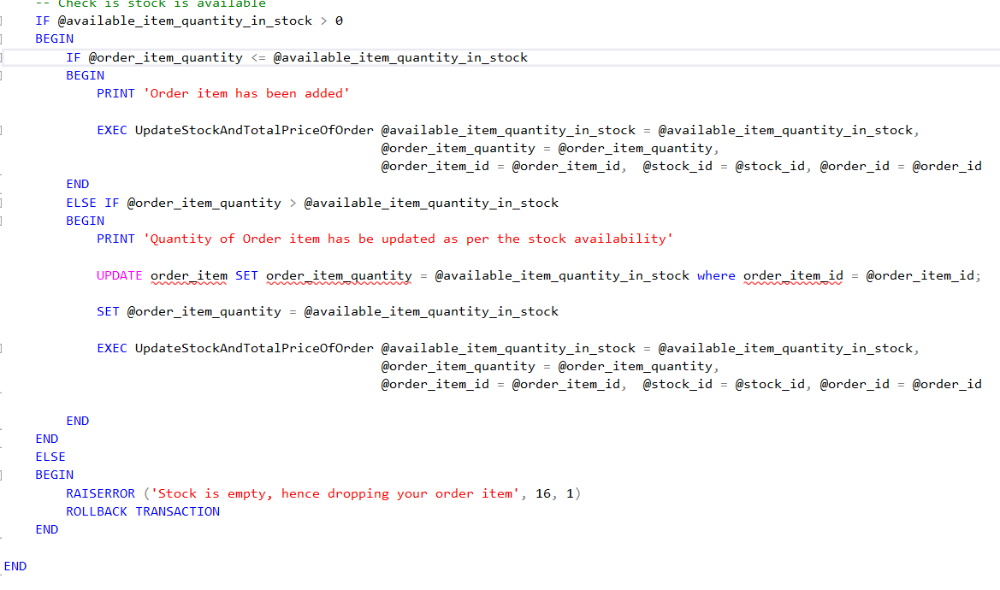 -- Check is stock is available
IF @available_item_quantity_in_stock > 0
BEGIN
IF @order_item_quantity <= @available_item_quantity_in_stock
BEGIN
PRINT 'Order item has been added'
EXEC UpdateStockAndTotalPriceOfOrder @available_item_quantity_in_stock = @available_item_quantity_in_stock,
@order_item_quantity = @order_item_quantity,
@order_item_id = @order_item_id,  @stock_id = @stock_id, @order_id = @order_id
END
ELSE IF @order_item_quantity > @available_item_quantity_in_stock
BEGIN
PRINT 'Quantity of Order item has be updated as per the stock availability'
UPDATE order_item SET order_item_quantity = @available_item_quantity_in_stock where order_item_id = @order_item_id;
SET @order_item_quantity = @available_item_quantity_in_stock
EXEC UpdateStockAndTotalPriceOfOrder @available_item_quantity_in_stock = @available_item_quantity_in_stock,
@order_item_quantity = @order_item_quantity,
@order_item_id = @order_item_id,  @stock_id = @stock_id, @order_id = @order_id
END
END
ELSE
BEGIN
RAISERROR ('Stock is empty, hence dropping your order item', 16, 1)
ROLLBACK TRANSACTION
END
END